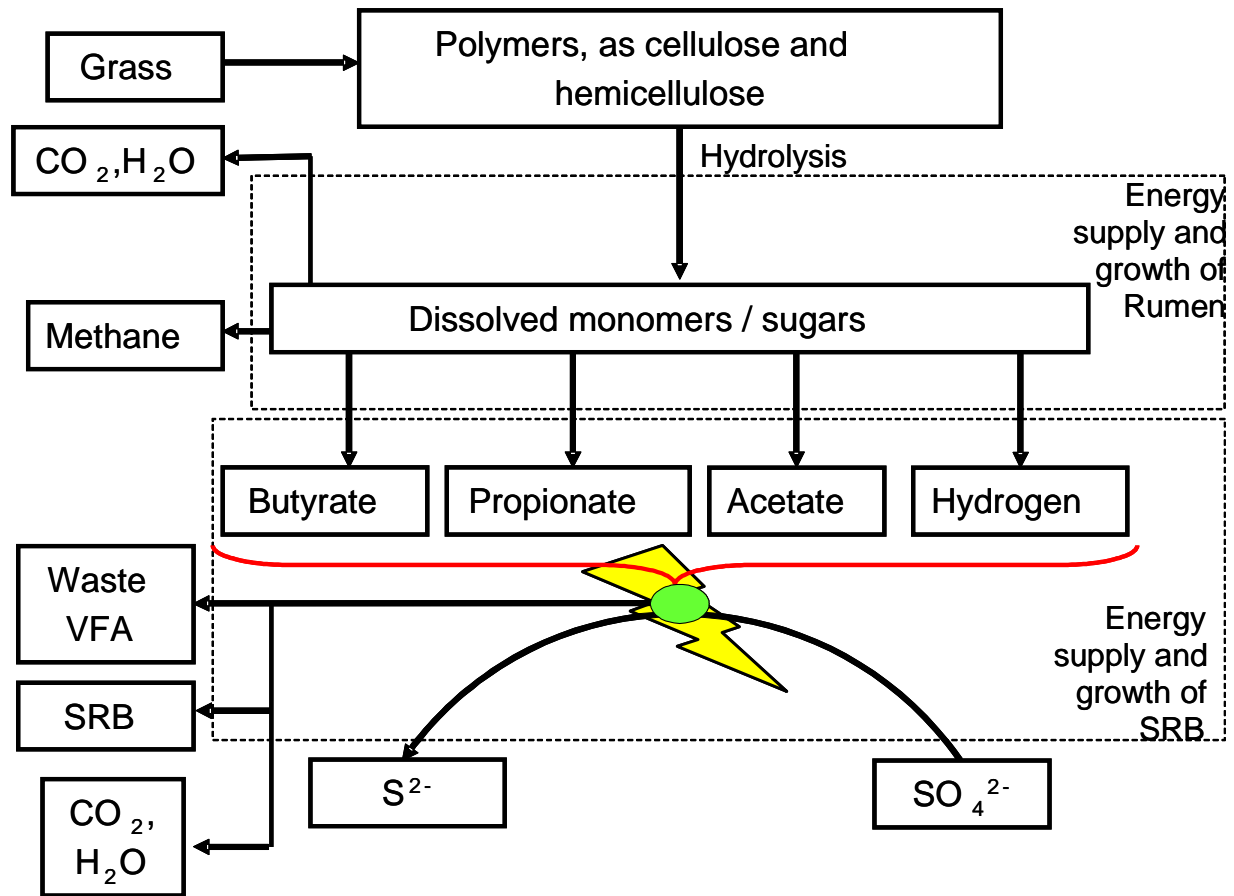 Polymers, as cellulose and
hemicellulose
Grass
CO₂,H₂O
Hydrolysis
Energy
supply and
growth of
Rumen
Dissolved monomers / sugars
Methane
Butyrate
Propionate
Acetate
Hydrogen
Waste
VFA
Energy
supply and
growth of
SRB
SRB
S²⁻
SO₄²⁻
CO₂,
H₂O